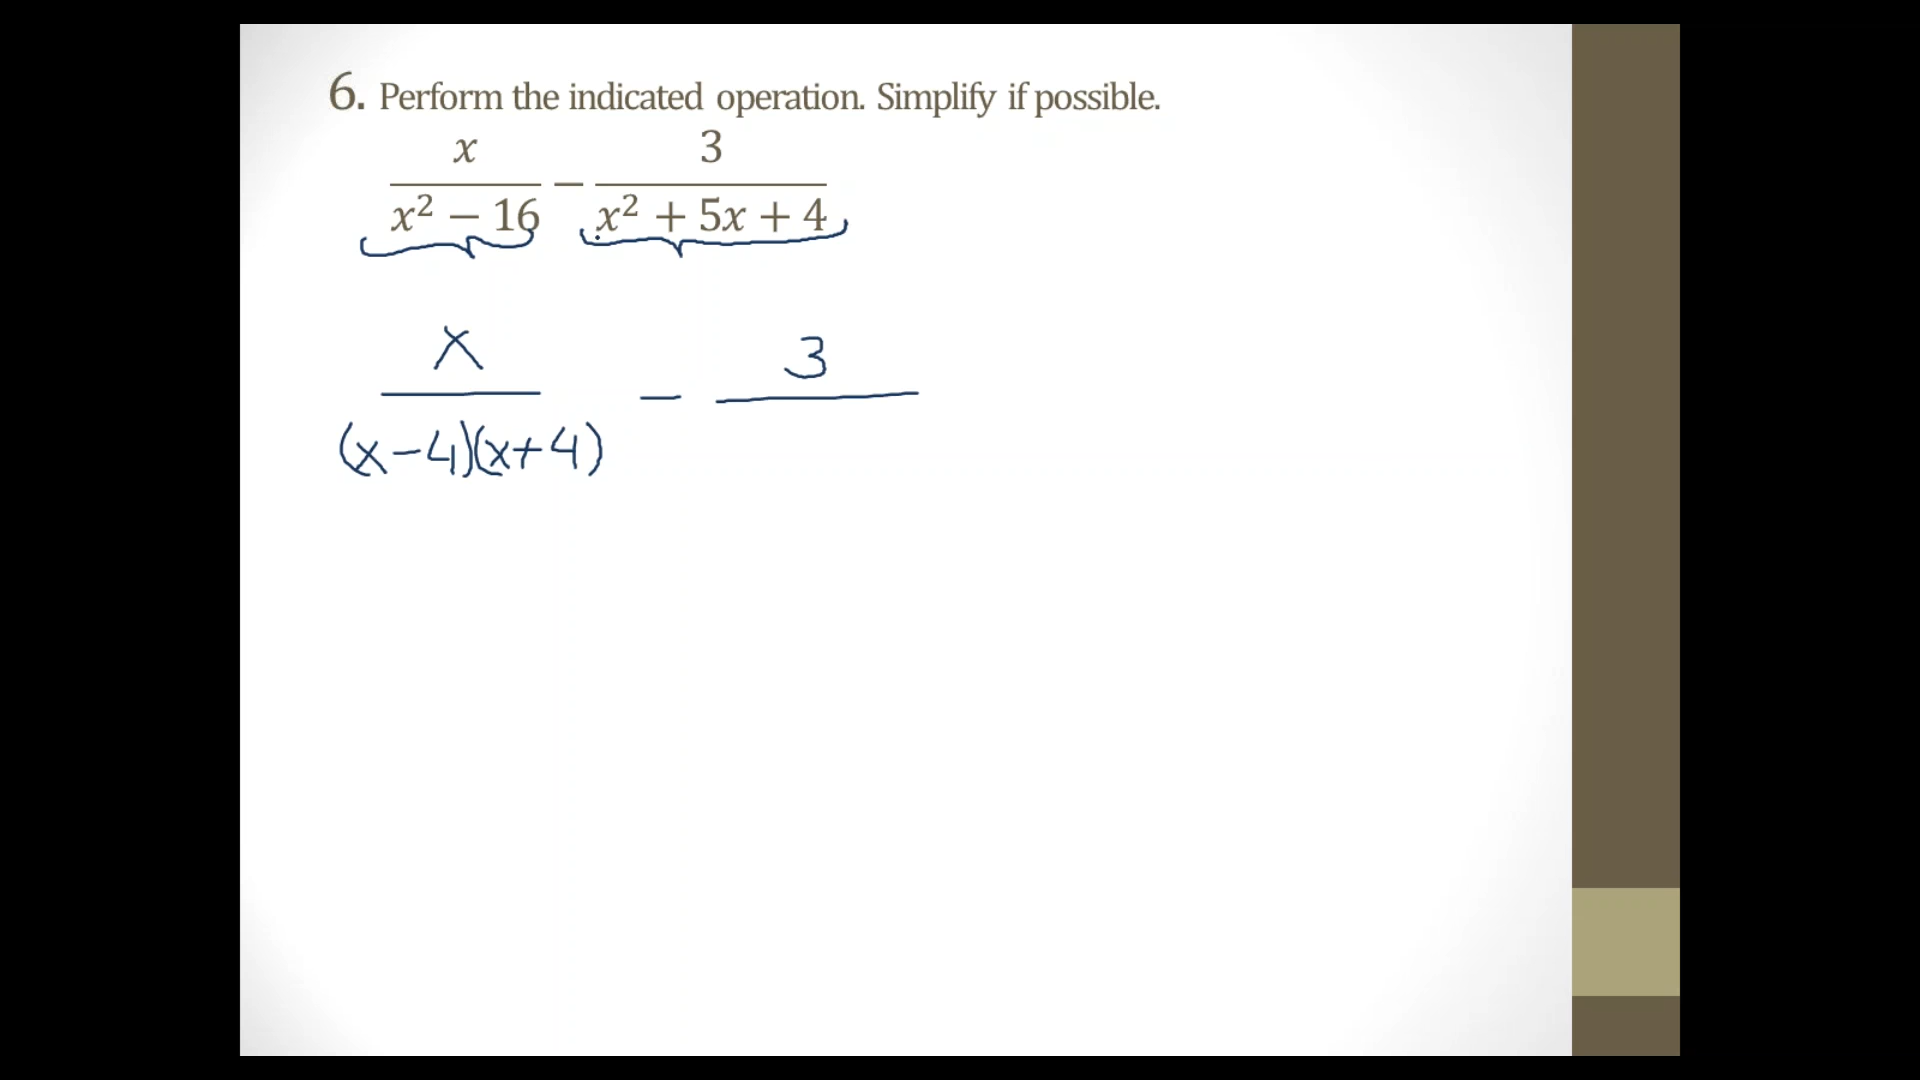 6. Perform the indicated operation. Simplify if possible.
x 3
x² − 16 − x² + 5x + 4
x 3
−
(x−4)(x+4)